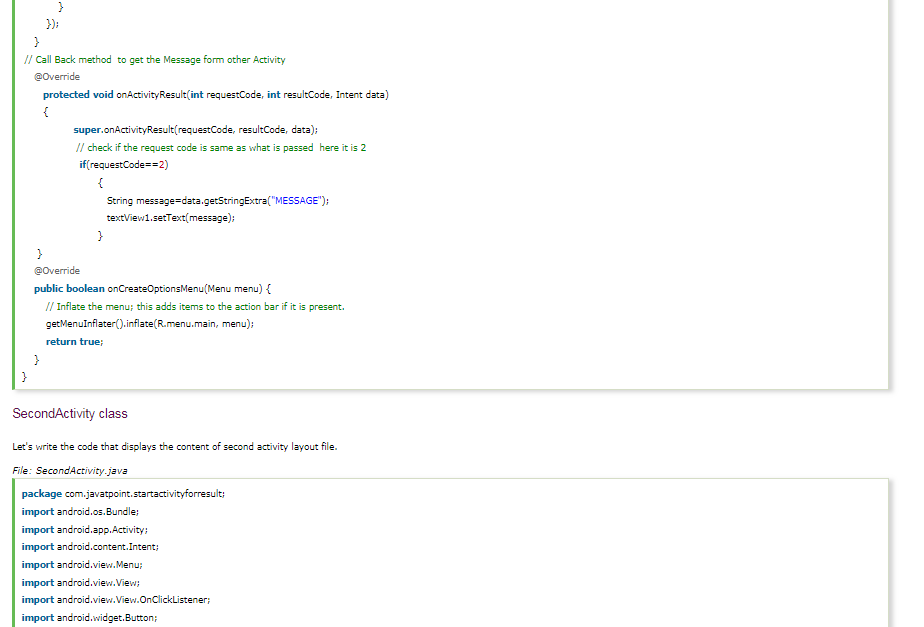 }
});
}
// Call Back method  to get the Message form other Activity
@Override
protected void onActivityResult(int requestCode, int resultCode, Intent data)
{
super.onActivityResult(requestCode, resultCode, data);
// check if the request code is same as what is passed  here it is 2
if(requestCode==2)
{
String message=data.getStringExtra("MESSAGE");
textView1.setText(message);
}
}
@Override
public boolean onCreateOptionsMenu(Menu menu) {
// Inflate the menu; this adds items to the action bar if it is present.
getMenuInflater().inflate(R.menu.main, menu);
return true;
}
}
SecondActivity class
Let's write the code that displays the content of second activity layout file.
File: SecondActivity.java
package com.javatpoint.startactivityforresult;
import android.os.Bundle;
import android.app.Activity;
import android.content.Intent;
import android.view.Menu;
import android.view.View;
import android.view.View.OnClickListener;
import android.widget.Button;